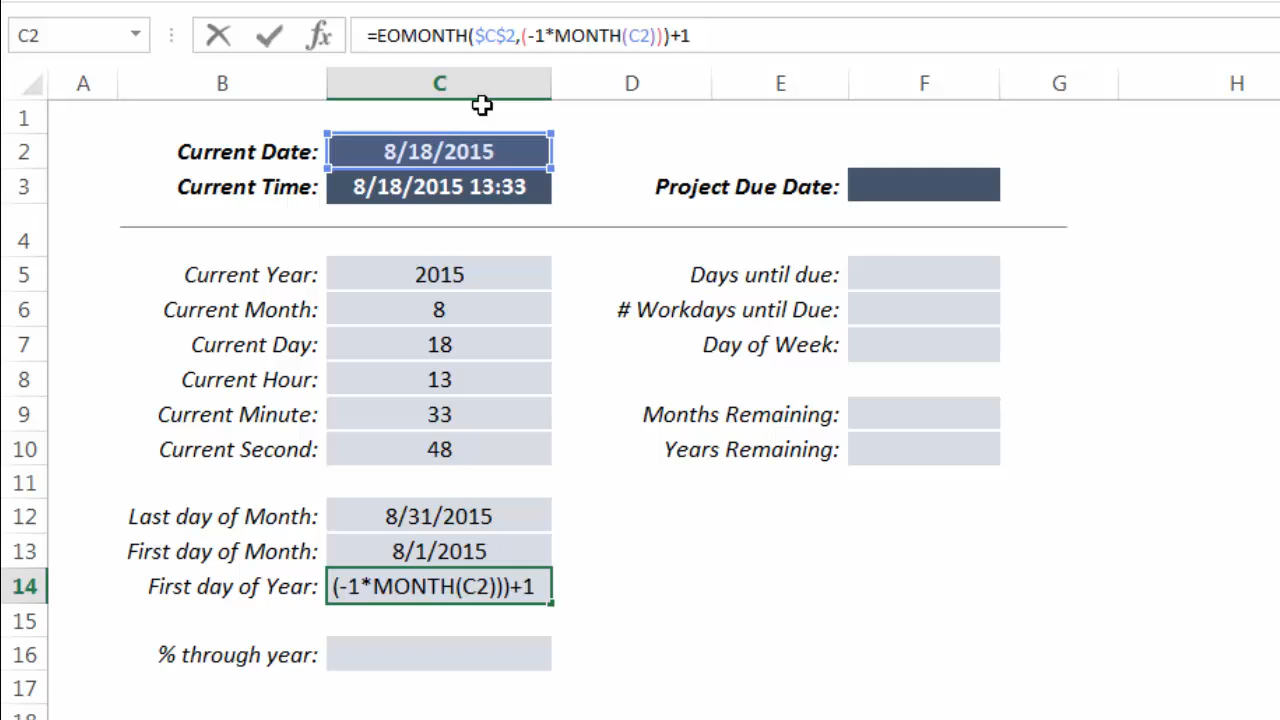 C2 fx =EOMONTH($C$2,(-1*MONTH(C2)))+1
A B C D E F G H
1
2 Current Date: 8/18/2015
3 Current Time: 8/18/2015 13:33 Project Due Date:
4
5 Current Year: 2015 Days until due:
6 Current Month: 8 # Workdays until Due:
7 Current Day: 18 Day of Week:
8 Current Hour: 13
9 Current Minute: 33 Months Remaining:
10 Current Second: 48 Years Remaining:
11
12 Last day of Month: 8/31/2015
13 First day of Month: 8/1/2015
14 First day of Year: (-1*MONTH(C2)))+1
15
16 % through year:
17
18